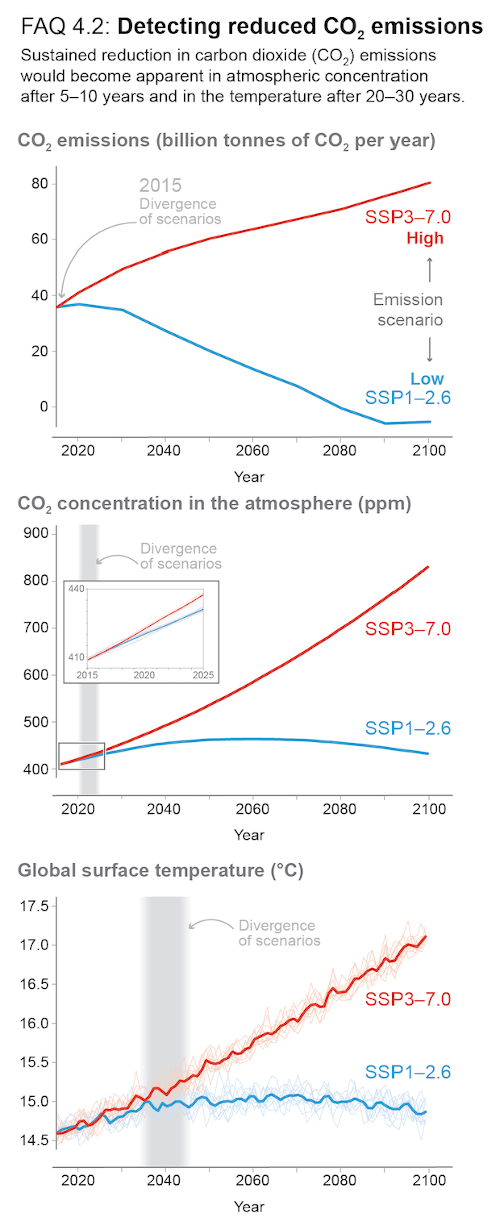 FAQ 4.2: Detecting reduced CO₂ emissions
Sustained reduction in carbon dioxide (CO₂) emissions
would become apparent in atmospheric concentration
after 5–10 years and in the temperature after 20–30 years.
CO₂ emissions (billion tonnes of CO₂ per year)
80
60
40
20
0
2015
Divergence
of scenarios
SSP3–7.0
High
Emission
scenario
Low
SSP1–2.6
2020 2040 2060 2080 2100
Year
CO₂ concentration in the atmosphere (ppm)
900
800
700
600
500
400
Divergence
of scenarios
440
410
2015 2020 2025
SSP3–7.0
SSP1–2.6
2020 2040 2060 2080 2100
Year
Global surface temperature (°C)
17.5
17.0
16.5
16.0
15.5
15.0
14.5
Divergence
of scenarios
SSP3–7.0
SSP1–2.6
2020 2040 2060 2080 2100
Year